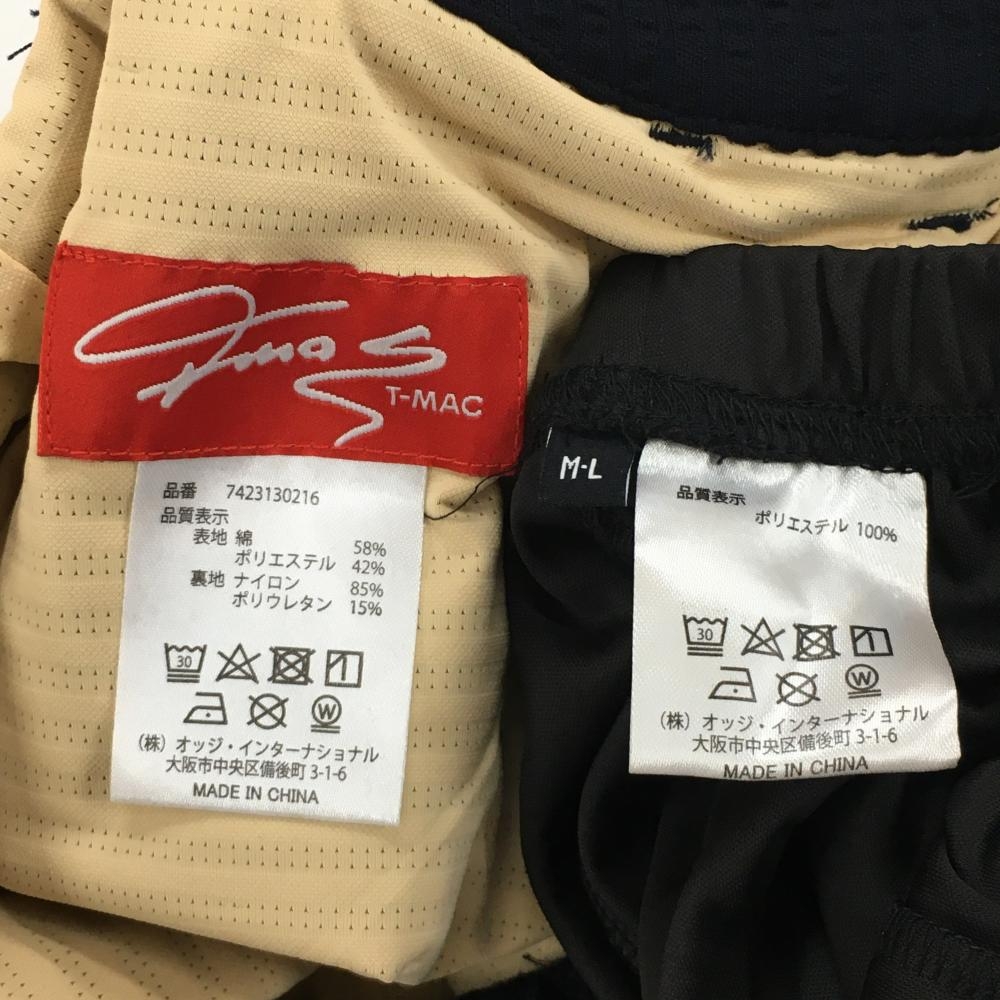 Tmac
T-MAC
品番 7423130216
品質表示
表地 綿 58%
ポリエステル 42%
裏地 ナイロン 85%
ポリウレタン 15%
30
W
(株) オッジ・インターナショナル
大阪市中央区備後町 3-1-6
MADE IN CHINA
M-L
品質表示
ポリエステル 100%
30
W
(株) オッジ・インターナショナル
大阪市中央区備後町 3-1-6
MADE IN CHINA